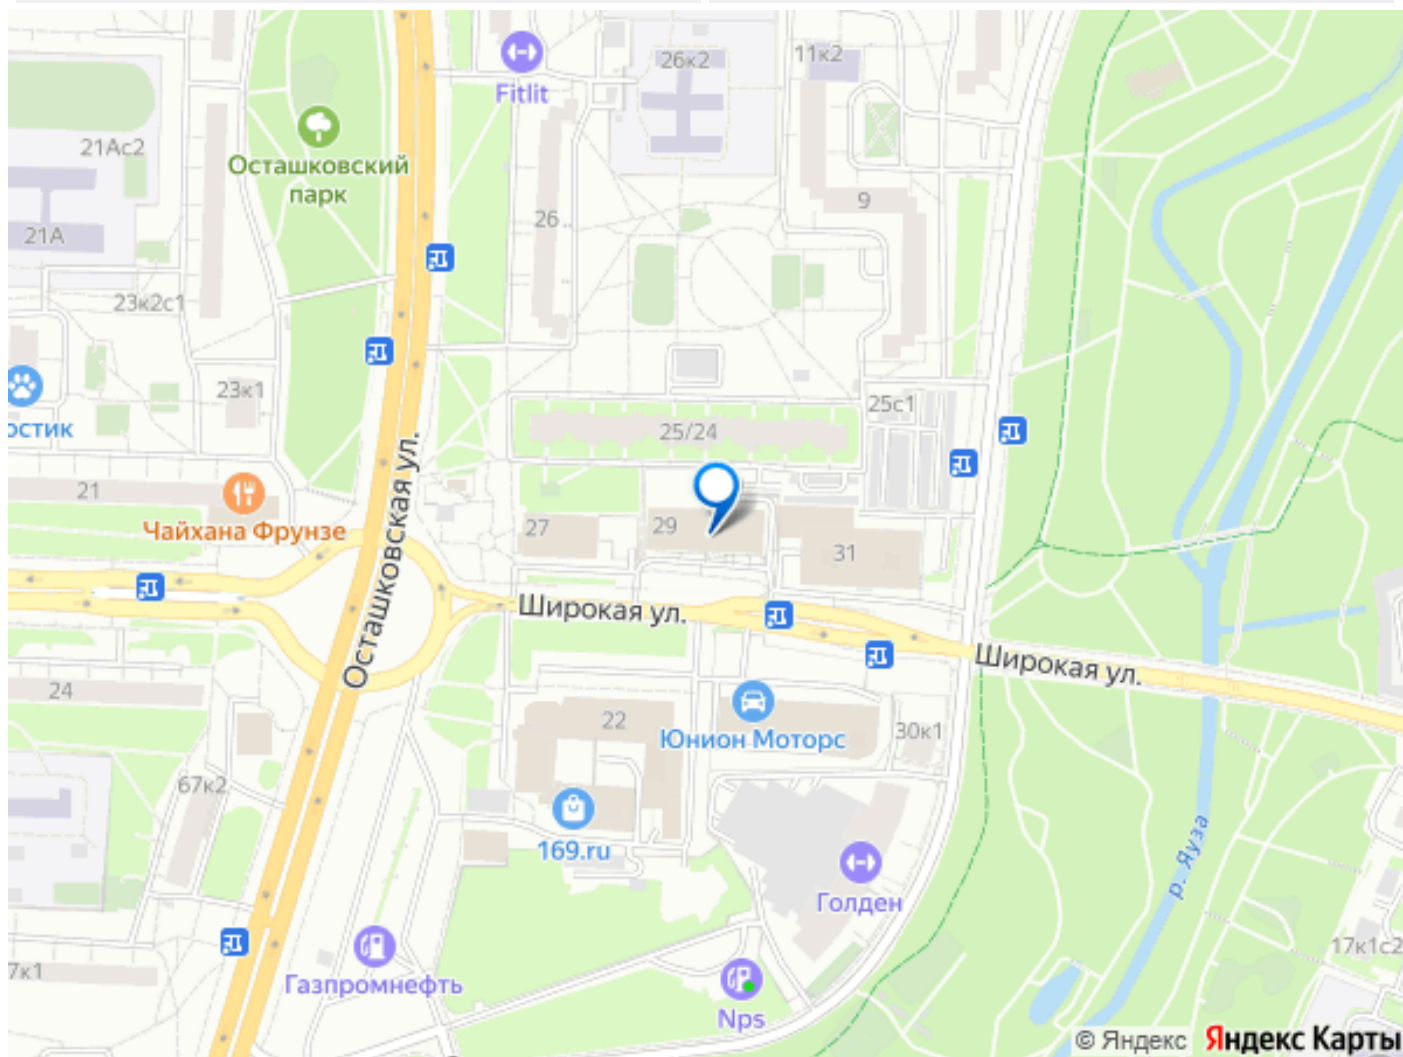 26к2
11к2
Fitlit
21Ас2
Осташковский
парк
9
26
21А
23к2с1
23к1
25с1
остик
25/24
21
Чайхана Фрунзе
27
29
31
Осташковская ул.
Широкая ул.
Широкая ул.
24
22
Юнион Моторс
30к1
67к2
169.ru
р. Яуза
Голден
17к1с2
7к1
Газпромнефть
Nps
© Яндекс Яндекс Карты